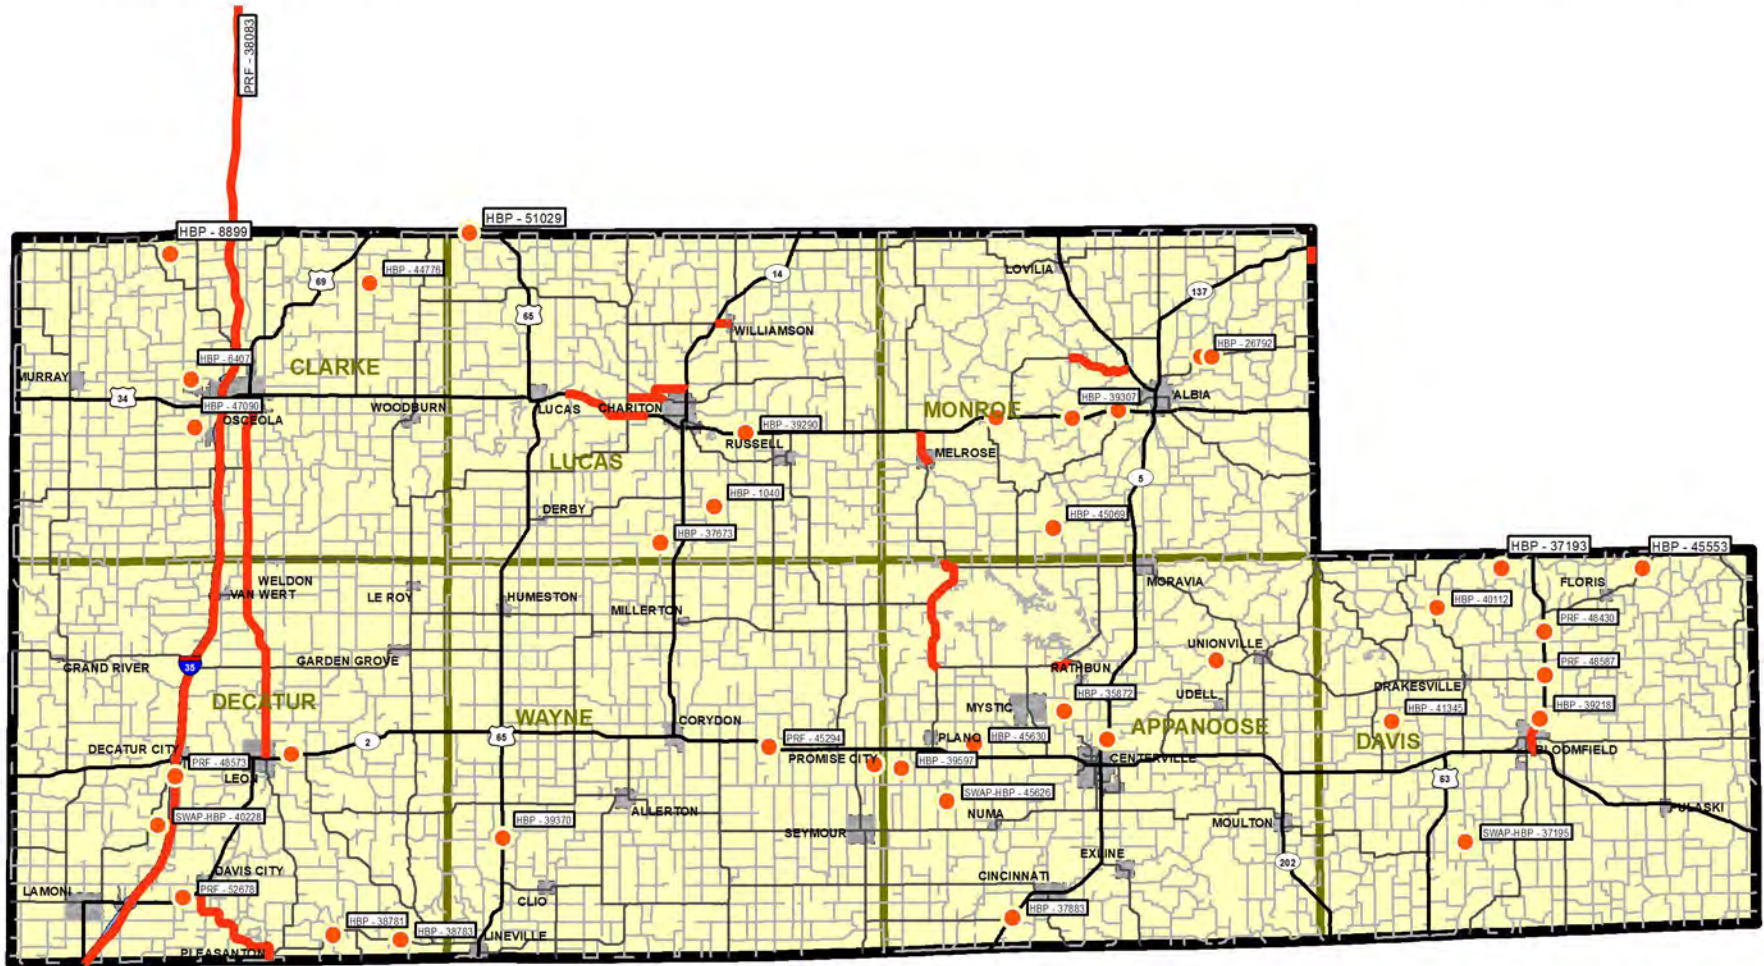 PRF - 38083
HBP - 8899
HBP - 51029
HBP - 44776
69
65
14
LOVILIA
137
WILLIAMSON
HBP - 6407
HBP - 26792
CLARKE
MURRAY
34
HBP - 47090
WOODBURN
LUCAS
CHARITON
MONROE
HBP - 39307
ALBIA
OSCEOLA
HBP - 39290
RUSSELL
LUCAS
MELROSE
5
HBP - 1040
DERBY
HBP - 45069
HBP - 37673
HBP - 37193
HBP - 45553
WELDON
VAN WERT
LE ROY
HUMESTON
MILLERTON
MORAVIA
FLORIS
HBP - 40112
PRF - 48430
UNIONVILLE
GRAND RIVER
35
GARDEN GROVE
RATHBUN
PRF - 48587
DRAKESVILLE
DECATUR
HBP - 35872
UDELL
MYSTIC
HBP - 39218
HBP - 41345
WAYNE
CORYDON
APPANOOSE
DAVIS
65
2
PRF - 45294
PLANO
HBP - 45630
DECATUR CITY
BLOOMFIELD
PROMISE CITY
HBP - 39597
CENTERVILLE
PRF - 48573
LEON
63
SWAP-HBP - 45626
NUMA
PULASKI
ALLERTON
SWAP-HBP - 40228
HBP - 39370
SEYMOUR
MOULTON
SWAP-HBP - 37195
EXLINE
202
DAVIS CITY
CINCINNATI
LAMONI
PRF - 52678
CLIO
HBP - 37883
HBP - 38781
HBP - 38783
LINEVILLE
PLEASANTON